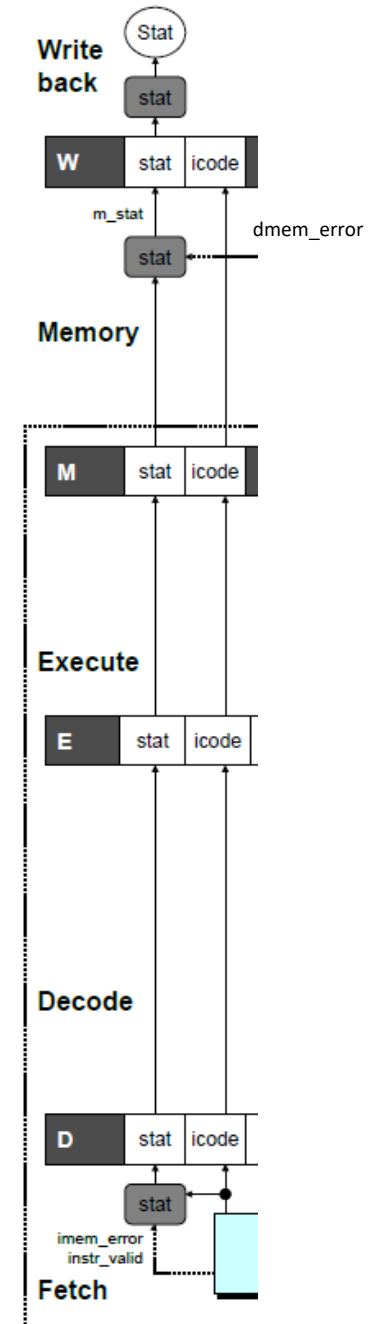 Stat
Write
back
stat
W stat icode
m_stat
dmem_error
stat
Memory
M stat icode
Execute
E stat icode
Decode
D stat icode
stat
imem_error
instr_valid
Fetch